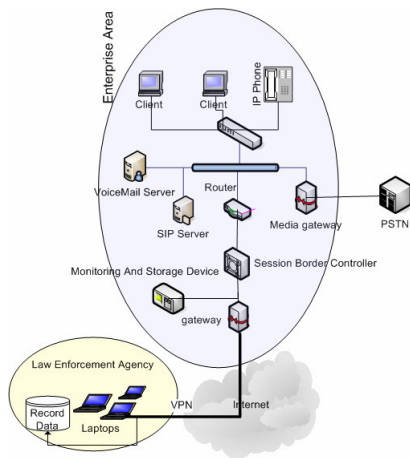 Enterprise Area
Client
Client
IP Phone
VoiceMail Server
Router
SIP Server
Media gateway
PSTN
Monitoring And Storage Device
Session Border Controller
gateway
Law Enforcement Agency
VPN
Internet
Record
Data
Laptops